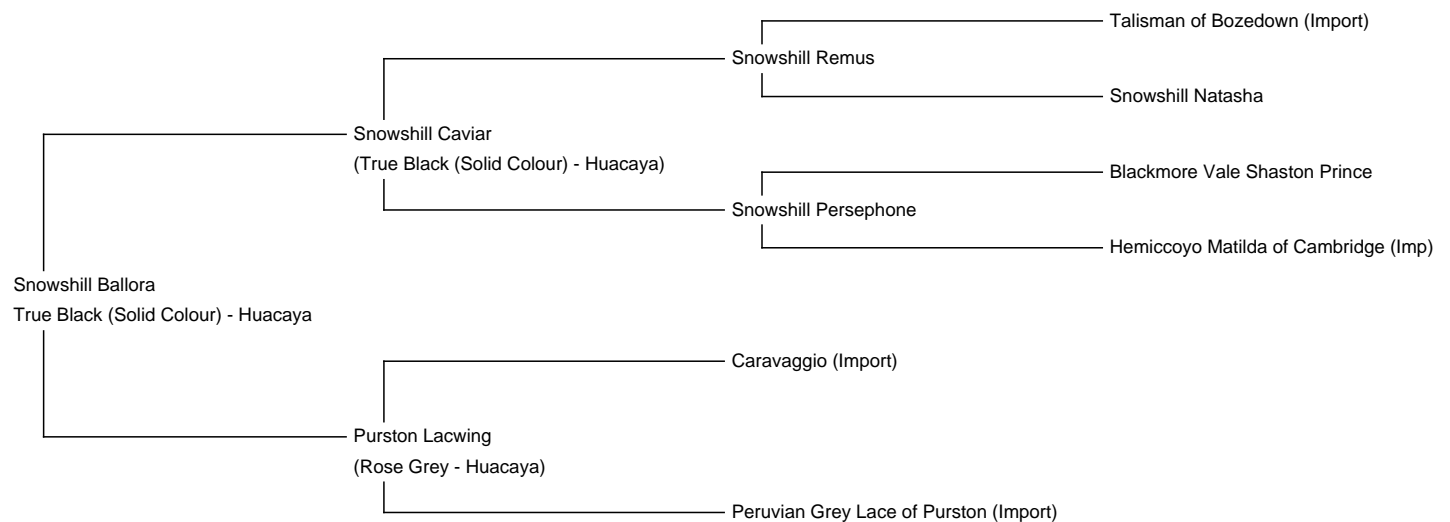 Talisman of Bozedown (Import)
Snowshill Remus
Snowshill Natasha
Snowshill Caviar
(True Black (Solid Colour) - Huacaya)
Blackmore Vale Shaston Prince
Snowshill Persephone
Hemiccoyo Matilda of Cambridge (Imp)
Snowshill Ballora
True Black (Solid Colour) - Huacaya
Caravaggio (Import)
Purston Lacwing
(Rose Grey - Huacaya)
Peruvian Grey Lace of Purston (Import)